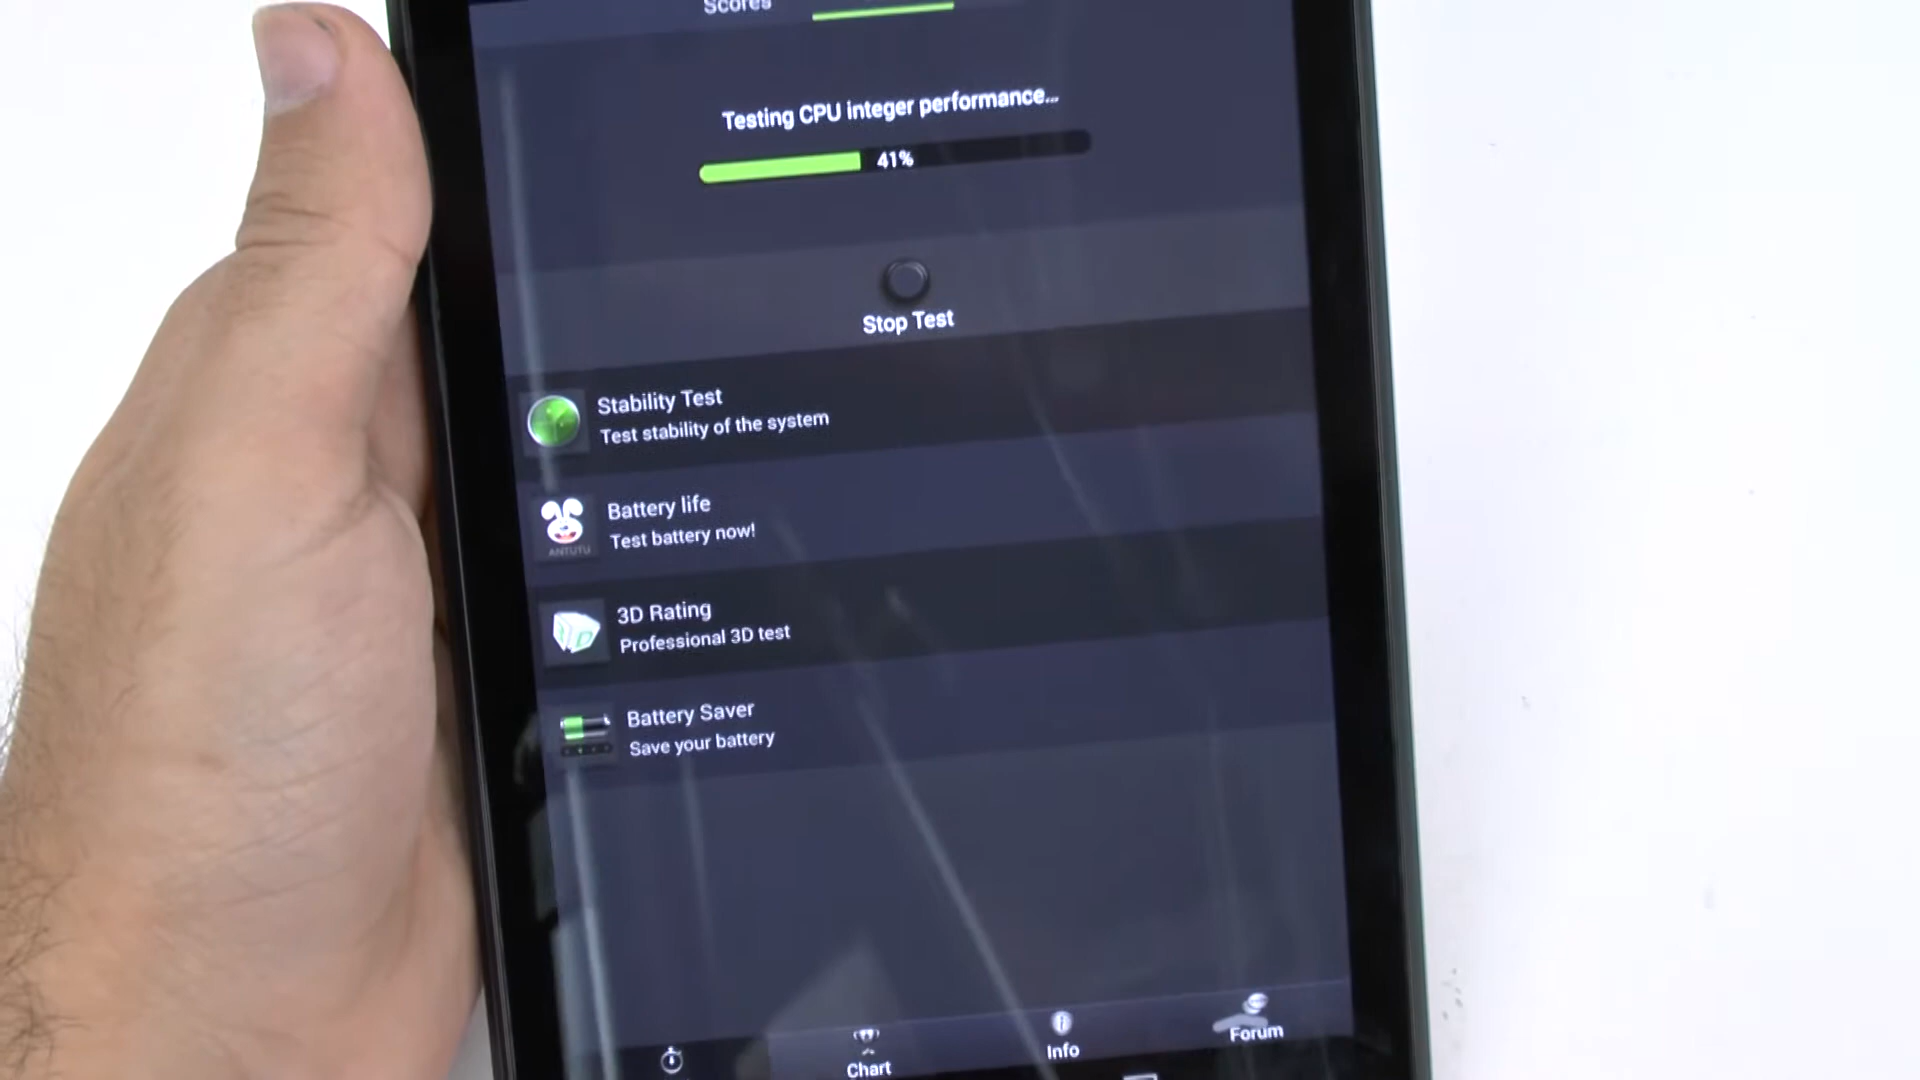 Scores
Testing CPU integer performance...
41%
Stop Test
Stability Test
Test stability of the system
Battery life
Test battery now!
ANTUTU
3D Rating
Professional 3D test
Battery Saver
Save your battery
Chart
Info
Forum